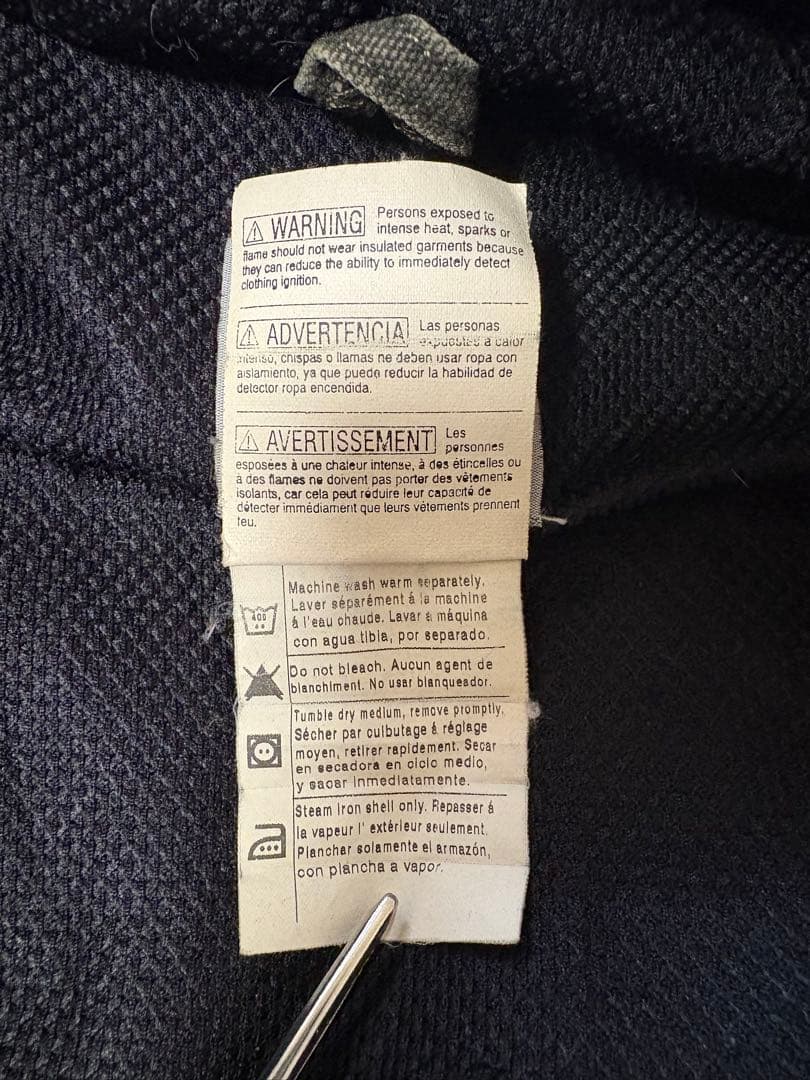 WARNING Persons exposed to
intense heat, sparks or
flame should not wear insulated garments because
they can reduce the ability to immediately detect
clothing ignition.
ADVERTENCIA Las personas
expuestas a calor
intenso, chispas o llamas ne deben usar ropa con
aislamiento, ya que puede reducir la habilidad de
detector ropa encendida.
AVERTISSEMENT Les
personnes
esposées à une chaleur intense, à des étincelles ou
à des flames ne doivent pas porter des vêtements
isolants, car cela peut réduire leur capacité de
détecter immédiament que leurs vétements prennent
feu.
Machine wash warm separately.
Laver séparément á la machine
á l'eau chaude. Lavar a máquina
con agua tibia, por separado.
Do not bleach. Aucun agent de
blanchiment. No usar blanqueador.
Tumble dry medium, remove promptly.
Sécher par culbutage é réglage
moyen, retirer rapidement. Secar
en secadora en ciclo medio,
y sacar inmediatamente.
Steam iron shell only. Repasser á
la vapeur l' extérieur seulement.
Planchar solamente el armazón,
con plancha a vapor.